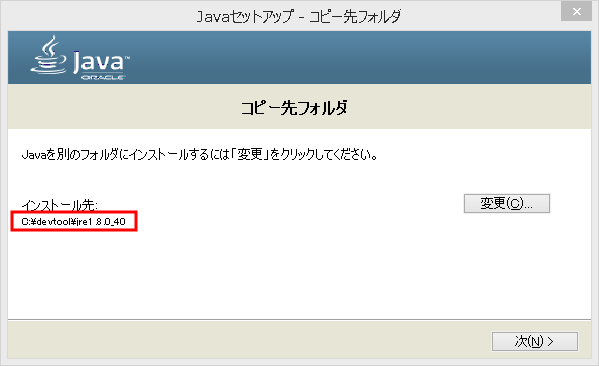 Javaセットアップ - コピー先フォルダ
×
Java™
ORACLE
コピー先フォルダ
Javaを別のフォルダにインストールするには「変更」をクリックしてください。
インストール先:
変更(C)...
C:¥devtool¥jre1.8.0_40
次(N) >